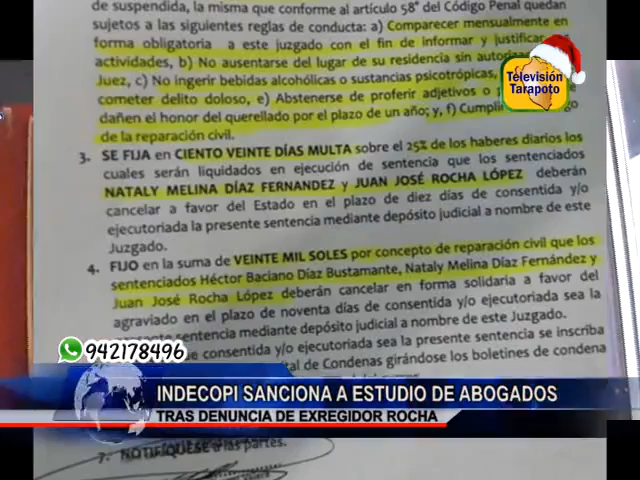 de suspendida, la misma que conforme al artículo 58° del Código Penal quedan
sujetos a las siguientes reglas de conducta: a) Comparecer mensualmente en
forma obligatoria a este juzgado con el fin de informar y justificar
actividades, b) No ausentarse del lugar de su residencia sin
Juez, c) No ingerir bebidas alcohólicas o sustancias psicotrópicas,
cometer delito doloso, e) Abstenerse de proferir adjetivos o
dañen el honor del querellado por el plazo de un año; y, f)
de la reparación civil.
Televisión
Tarapoto
3. SE FIJA en CIENTO VEINTE DÍAS MULTA sobre el 25% de los haberes diarios los
cuales serán liquidados en ejecución de sentencia que los sentenciados
NATALY MELINA DÍAZ FERNANDEZ y JUAN JOSÉ ROCHA LÓPEZ deberán
cancelar a favor del Estado en el plazo de diez días de consentida y/o
ejecutoriada la presente sentencia mediante depósito judicial a nombre de este
Juzgado.
4. FIJO en la suma de VEINTE MIL SOLES por concepto de reparación civil que los
sentenciados Héctor Baciano Díaz Bustamante, Nataly Melina Díaz Fernández y
Juan José Rocha López deberán cancelar en forma solidaria a favor del
agraviado en el plazo de noventa días de consentida y/o ejecutoriada sea la
sentencia mediante depósito judicial a nombre de este Juzgado.
942178496
consentida y/o ejecutoriada sea la presente sentencia se inscriba
de Condenas girándose los boletines de condena
INDECOPI SANCIONA A ESTUDIO DE ABOGADOS
TRAS DENUNCIA DE EXREGIDOR ROCHA
7. NOTIFÍQUESE a las partes.